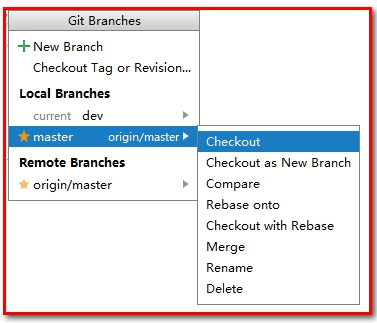 Git Branches
New Branch
Checkout Tag or Revision...
Local Branches
current dev
master origin/master
Remote Branches
origin/master
Checkout
Checkout as New Branch
Compare
Rebase onto
Checkout with Rebase
Merge
Rename
Delete